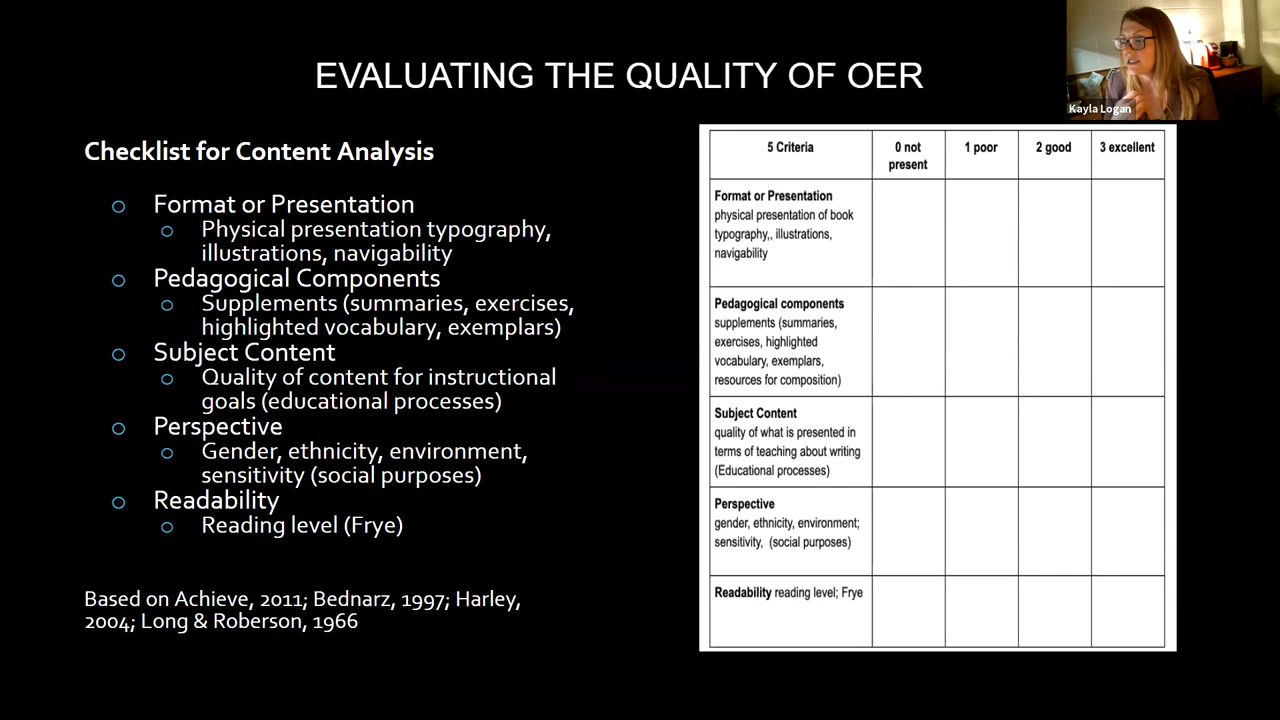 EVALUATING THE QUALITY OF OER
Kayla Logan
Checklist for Content Analysis
Format or Presentation
Physical presentation typography,
illustrations, navigability
Pedagogical Components
Supplements (summaries, exercises,
highlighted vocabulary, exemplars)
Subject Content
Quality of content for instructional
goals (educational processes)
Perspective
Gender, ethnicity, environment,
sensitivity (social purposes)
Readability
Reading level (Frye)
Based on Achieve, 2011; Bednarz, 1997; Harley,
2004; Long & Roberson, 1966
5 Criteria
0 not
present
1 poor
2 good
3 excellent
Format or Presentation
physical presentation of book
typography,, illustrations,
navigability
Pedagogical components
supplements (summaries,
exercises, highlighted
vocabulary, exemplars,
resources for composition)
Subject Content
quality of what is presented in
terms of teaching about writing
(Educational processes)
Perspective
gender, ethnicity, environment;
sensitivity, (social purposes)
Readability reading level; Frye